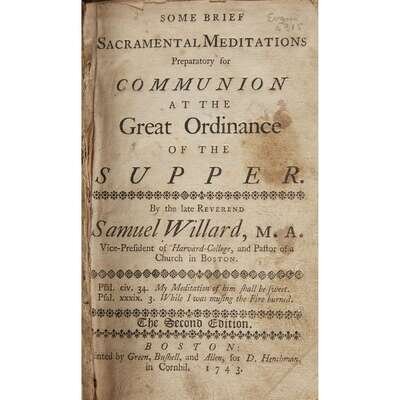 SOME BRIEF
SACRAMENTAL MEDITATIONS
Preparatory for
COMMUNION
AT THE
Great Ordinance
OF THE
SUPPER.
By the late REVEREND
Samuel Willard, M. A.
Vice-President of Harvard-College, and Pastor of a
Church in BOSTON.
Psal. civ. 34. My Meditation of him shall be sweet.
Psal. xxxix. 3. While I was musing the Fire burned.
The Second Edition.
BOSTON:
inted by Green, Bushell, and Allen, for D. Henchman,
in Cornhil. 1743.